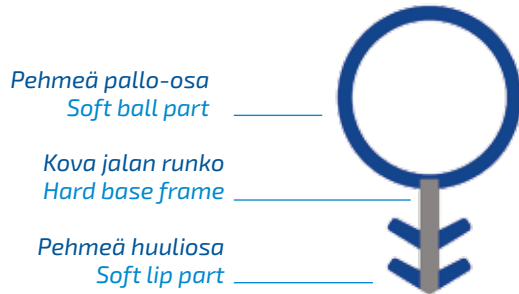 Pehmeä pallo-osa
Soft ball part
Kova jalan runko
Hard base frame
Pehmeä huuliosa
Soft lip part